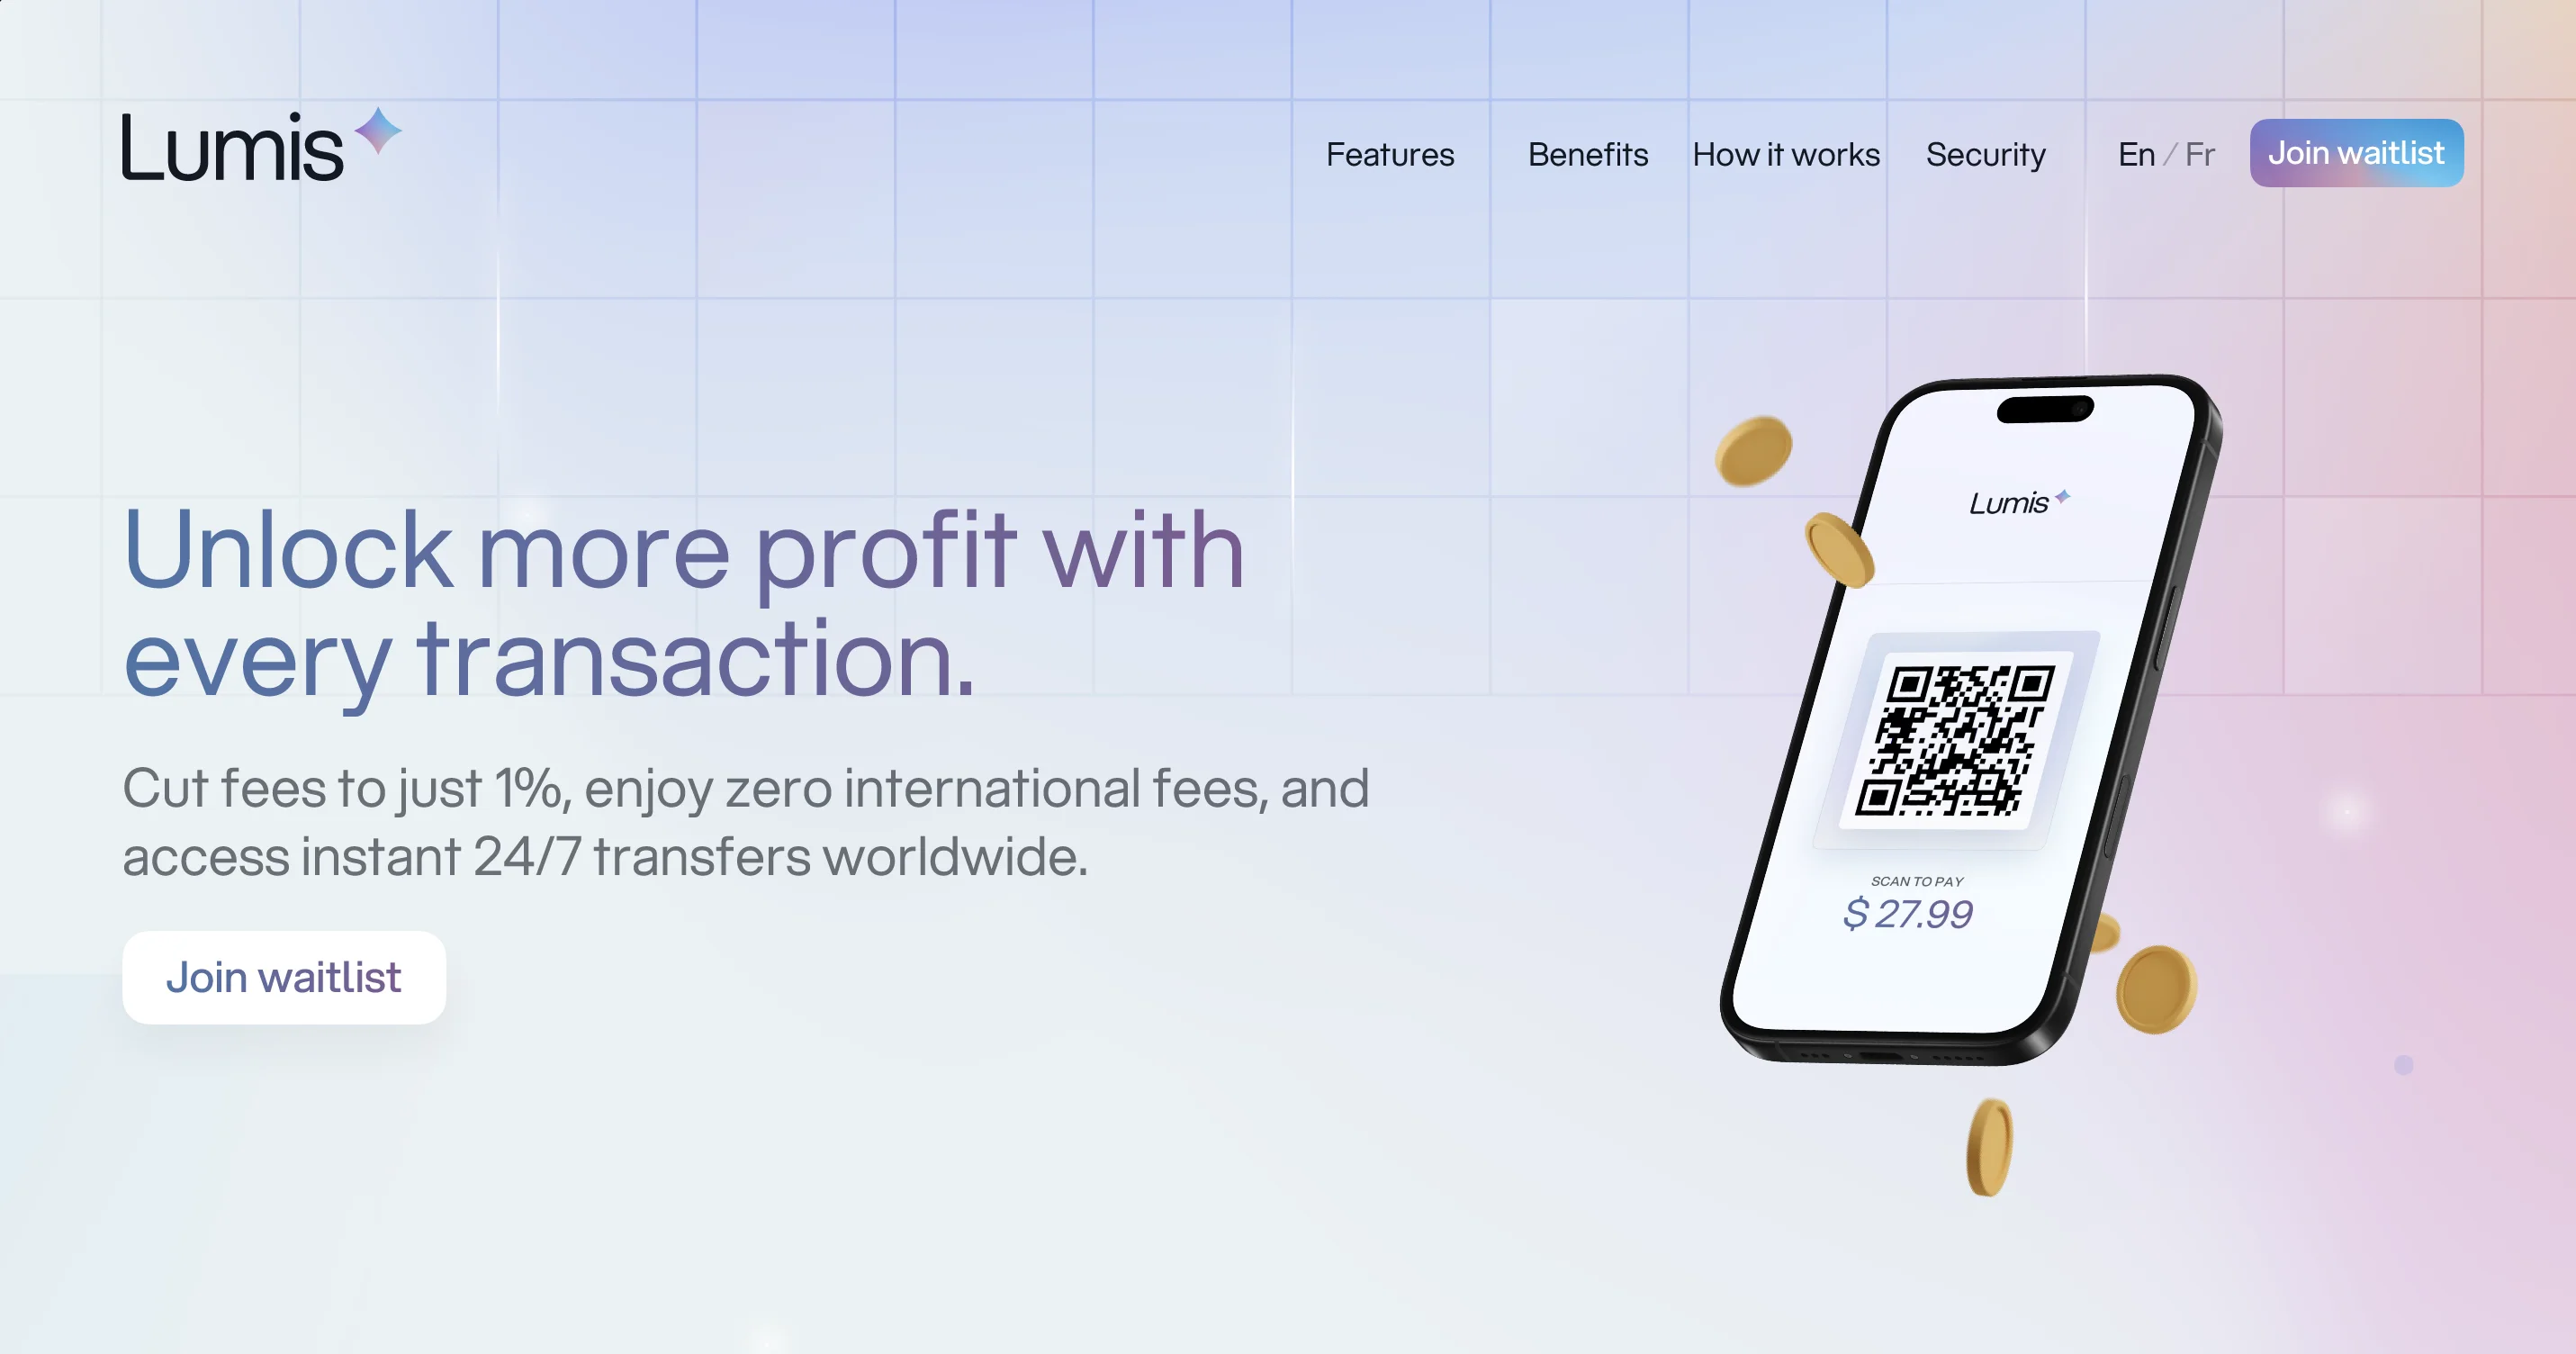 Lumis
Features
Benefits
How it works
Security
En / Fr
Join waitlist
Unlock more profit with
every transaction.
Cut fees to just 1%, enjoy zero international fees, and
access instant 24/7 transfers worldwide.
Join waitlist
Lumis
SCAN TO PAY
$ 27.99